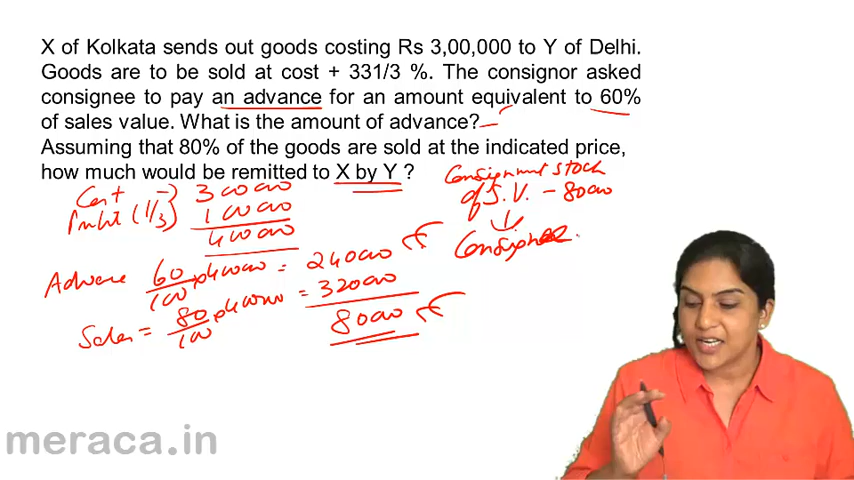 X of Kolkata sends out goods costing Rs 3,00,000 to Y of Delhi.
Goods are to be sold at cost + 331/3 %. The consignor asked
consignee to pay an advance for an amount equivalent to 60%
of sales value. What is the amount of advance?
Assuming that 80% of the goods are sold at the indicated price,
how much would be remitted to X by Y ?
Consignment stock
of S.V. - 80000
Cost → 300000
Profit (1/3) 100000
400000
Consignee.
Advance 60/100 × 400000 = 240000
Sales = 80/100 × 400000 = 320000
80000
meraca.in